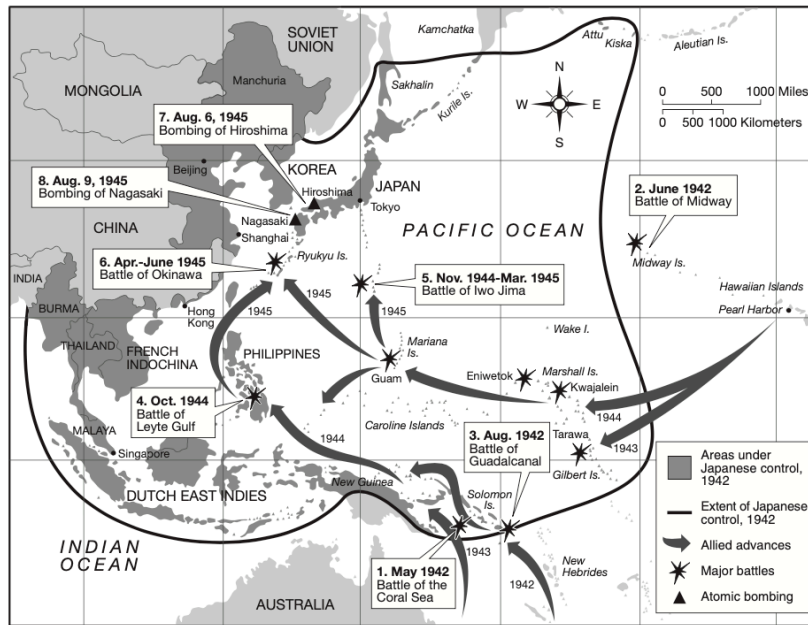 SOVIET
UNION
Kamchatka
Attu
Kiska
Aleutian Is.
MONGOLIA
Manchuria
Sakhalin
Kurile Is.
N
W E
S
0 500 1000 Miles
0 500 1000 Kilometers
7. Aug. 6, 1945
Bombing of Hiroshima
Beijing
KOREA
Hiroshima
JAPAN
Tokyo
8. Aug. 9, 1945
Bombing of Nagasaki
Nagasaki
Shanghai
CHINA
2. June 1942
Battle of Midway
PACIFIC OCEAN
Midway Is.
6. Apr.-June 1945
Battle of Okinawa
Ryukyu Is.
5. Nov. 1944-Mar. 1945
Battle of Iwo Jima
INDIA
BURMA
Hong
Kong
1945
1945
1945
Hawaiian Islands
Pearl Harbor
Wake I.
THAILAND
FRENCH
INDOCHINA
PHILIPPINES
Mariana
Is.
Guam
Eniwetok
Marshall Is.
Kwajalein
1944
4. Oct. 1944
Battle of
Leyte Gulf
Caroline Islands
Tarawa
1943
Gilbert Is.
MALAYA
Singapore
1944
3. Aug. 1942
Battle of
Guadalcanal
DUTCH EAST INDIES
New Guinea
Solomon
Is.
INDIAN
OCEAN
1. May 1942
Battle of the
Coral Sea
1943
1942
New
Hebrides
AUSTRALIA
Areas under
Japanese control,
1942
Extent of Japanese
control, 1942
Allied advances
Major battles
Atomic bombing